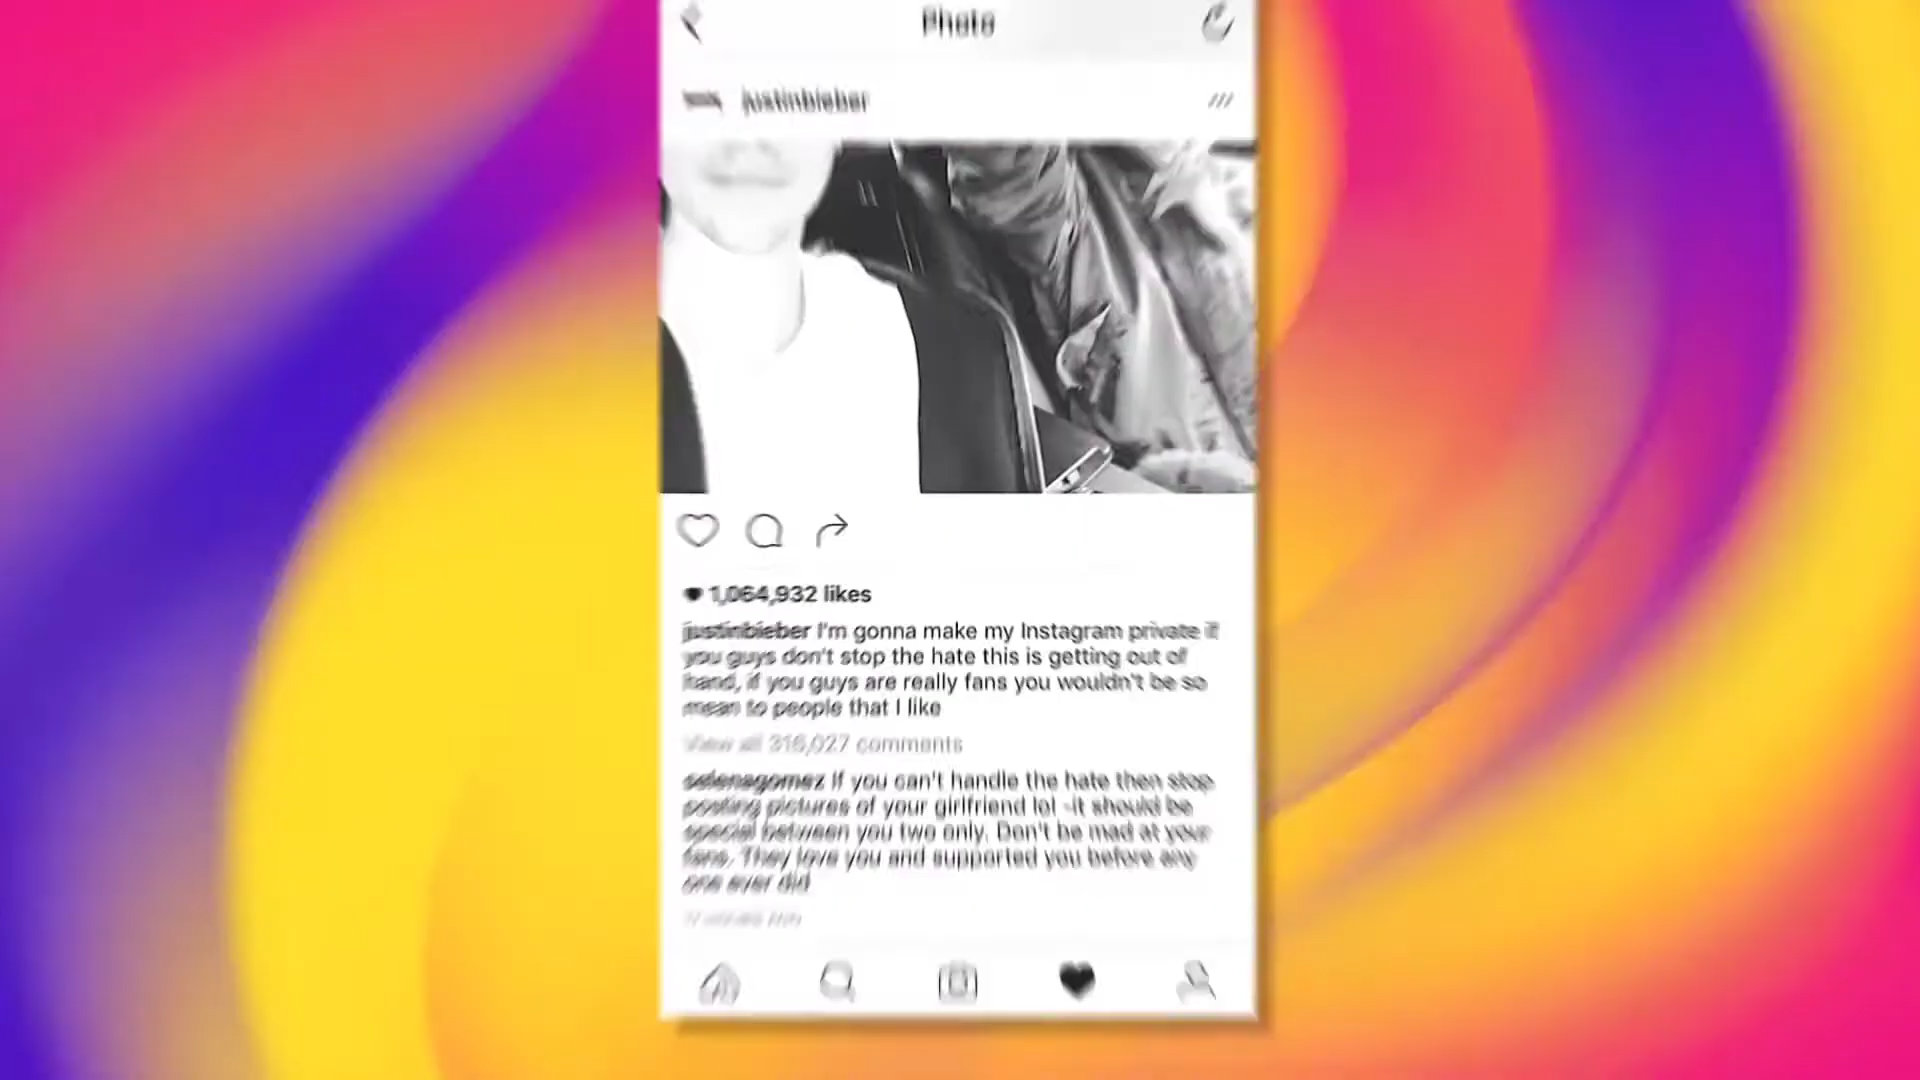 Photo
justinbieber
1,064,932 likes
justinbieber I'm gonna make my Instagram private if
you guys don't stop the hate this is getting out of
hand, if you guys are really fans you wouldn't be so
mean to people that I like
View all 316,027 comments
selenagomez If you can't handle the hate then stop
posting pictures of your girlfriend lol -it should be
special between you two only. Don't be mad at your
fans. They love you and supported you before any
one ever did